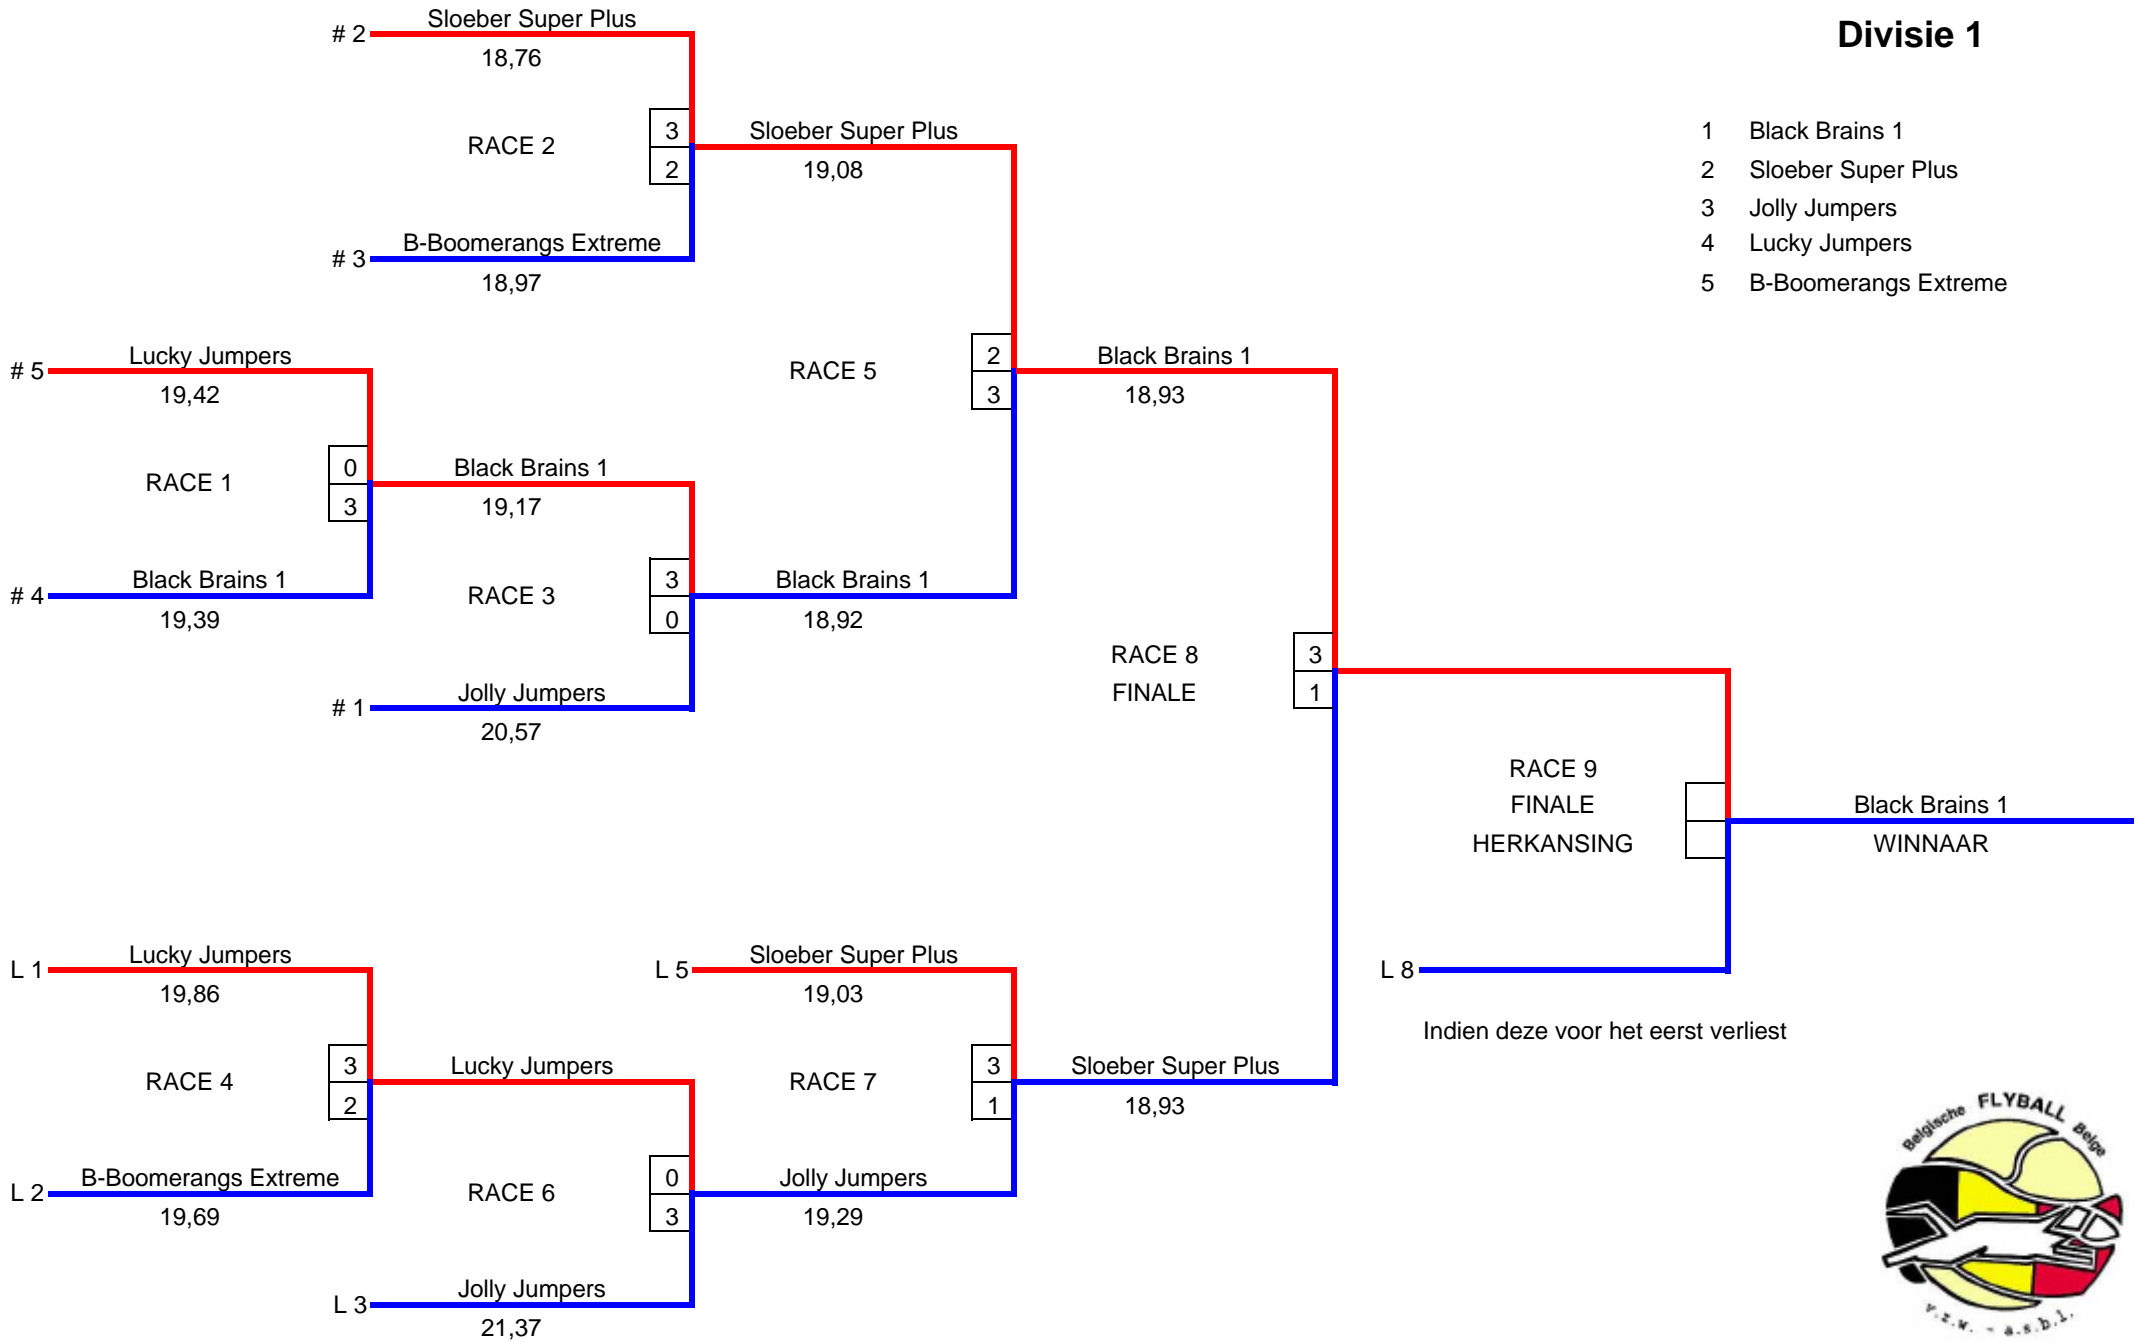 Divisie 1
1 Black Brains 1
2 Sloeber Super Plus
3 Jolly Jumpers
4 Lucky Jumpers
5 B-Boomerangs Extreme
Sloeber Super Plus
# 2
18,76
RACE 2
3
2
B-Boomerangs Extreme
# 3
18,97
Sloeber Super Plus
19,08
Lucky Jumpers
# 5
19,42
RACE 1
0
3
Black Brains 1
# 4
19,39
Black Brains 1
19,17
RACE 3
3
0
Jolly Jumpers
# 1
20,57
Black Brains 1
18,92
RACE 5
2
3
Black Brains 1
18,93
RACE 8
FINALE
3
1
RACE 9
FINALE
HERKANSING
Black Brains 1
WINNAAR
L 8
Indien deze voor het eerst verliest
Lucky Jumpers
L 1
19,86
RACE 4
3
2
B-Boomerangs Extreme
L 2
19,69
Lucky Jumpers
RACE 6
0
3
Jolly Jumpers
L 3
21,37
Sloeber Super Plus
L 5
19,03
RACE 7
3
1
Jolly Jumpers
19,29
Sloeber Super Plus
18,93
Belgische FLYBALL Belge
v.z.w. - a.s.b.l.